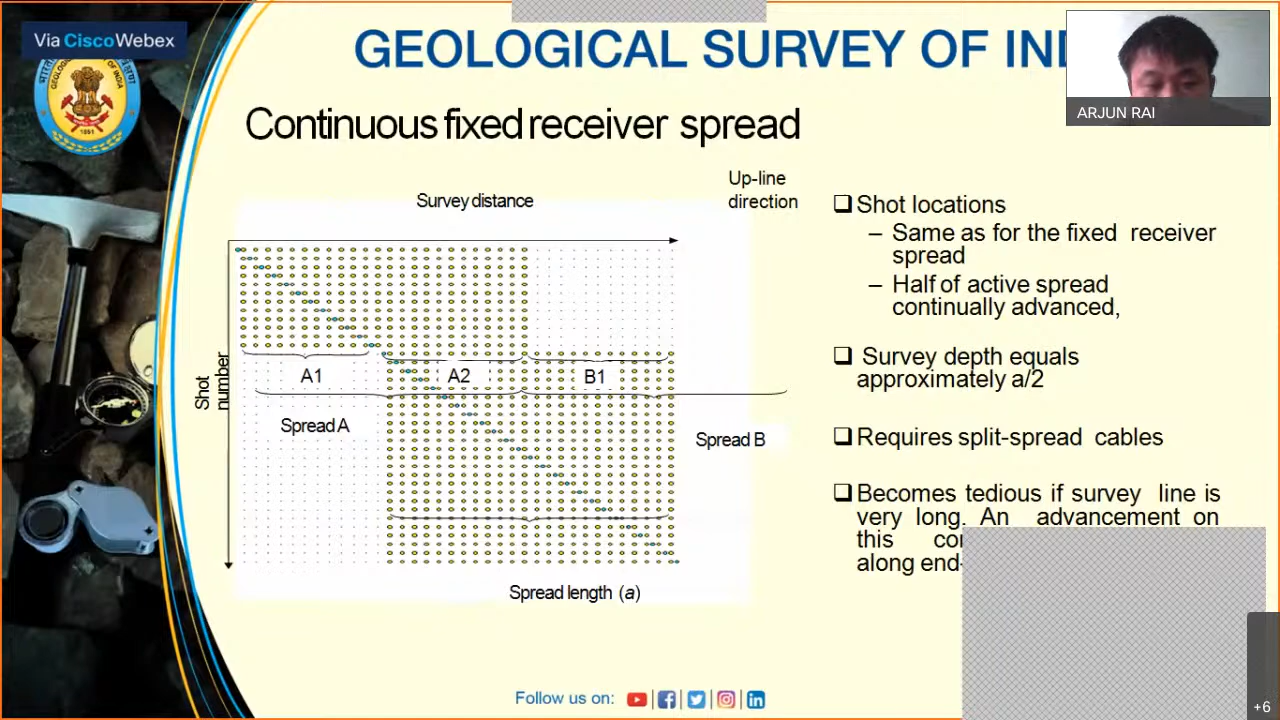 Via Cisco Webex
GEOLOGICAL SURVEY OF
ARJUN RAI
Continuous fixed receiver spread
Up-line
direction
Survey distance
Shot
number
A1
A2
B1
Spread A
Spread B
Spread length (a)
❑ Shot locations
– Same as for the fixed receiver
spread
– Half of active spread
continually advanced,
❑ Survey depth equals
approximately a/2
❑ Requires split-spread cables
❑ Becomes tedious if survey line is
very long. An advancement on
this
along
Follow us on:
+6